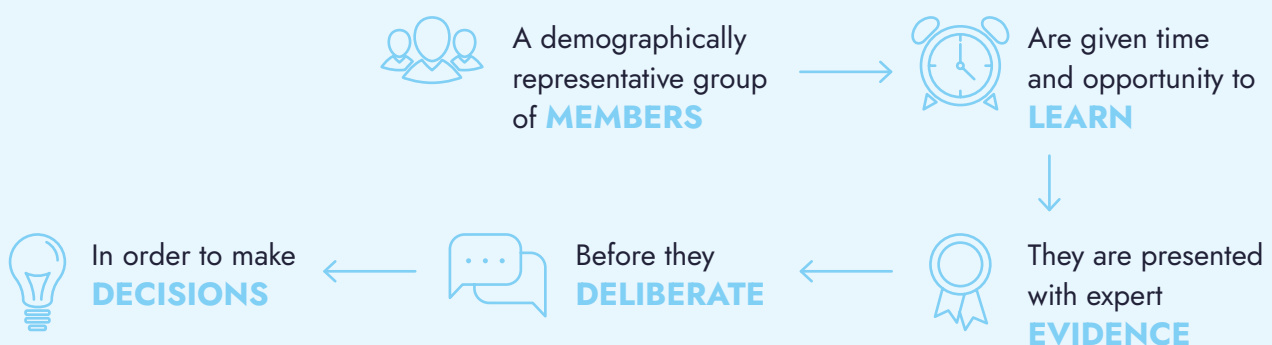 A demographically
representative group
of MEMBERS
Are given time
and opportunity to
LEARN
They are presented
with expert
EVIDENCE
Before they
DELIBERATE
In order to make
DECISIONS